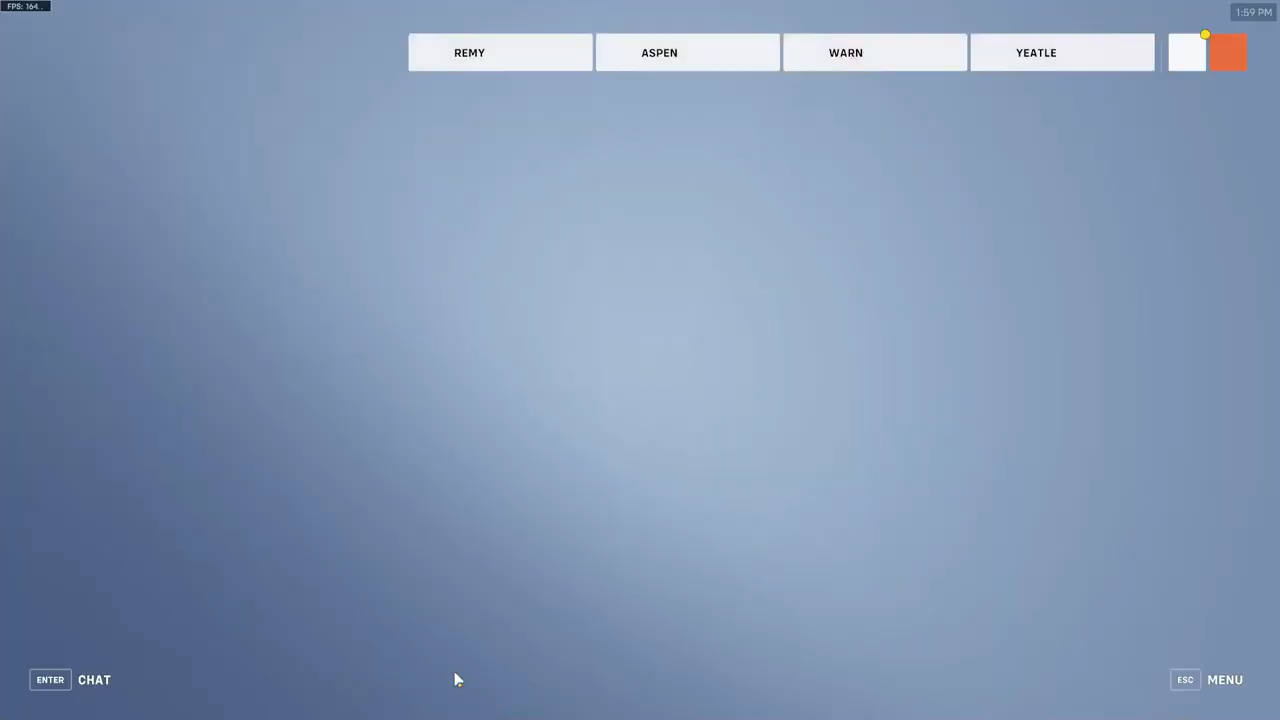 FPS: 164..
1:59 PM
REMY
ASPEN
WARN
YEATLE
ENTER CHAT
ESC MENU